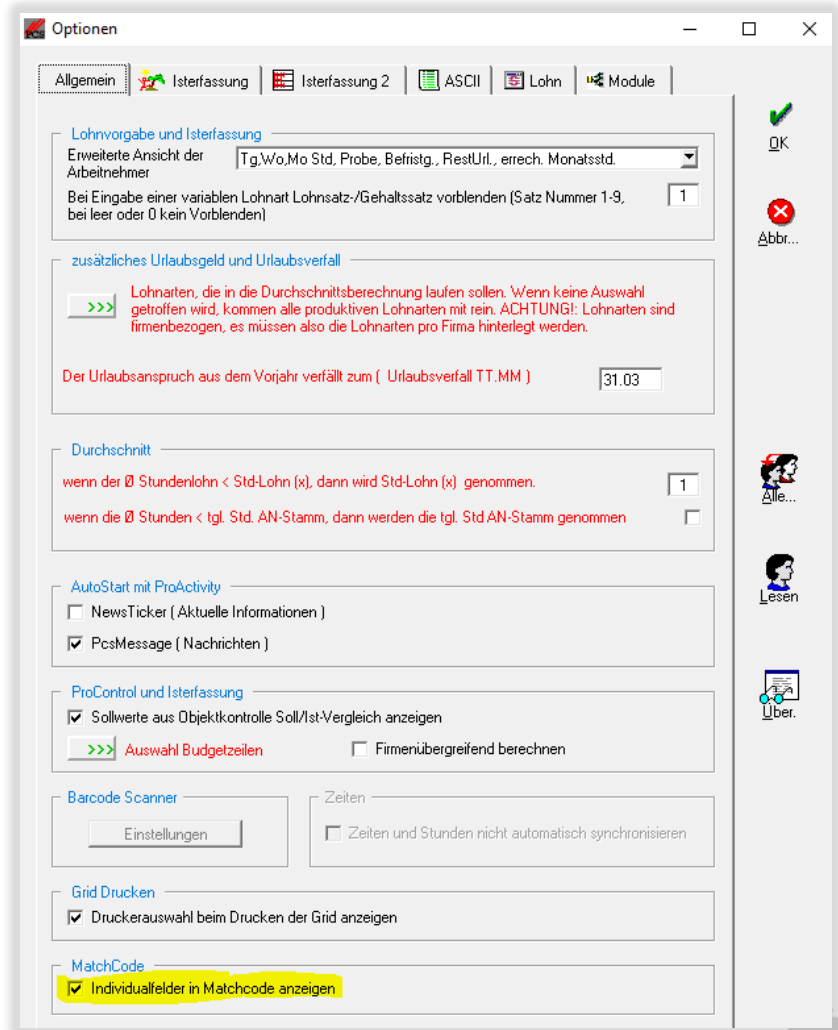 PCS
Optionen
Allgemein
Isterfassung
Isterfassung 2
ASCII
Lohn
Module
Lohnvorgabe und Isterfassung
Erweiterte Ansicht der
Arbeitnehmer
Tg,Wo,Mo Std, Probe, Befristg., RestUrl., errech. Monatsstd.
Bei Eingabe einer variablen Lohnart Lohnsatz-/Gehaltssatz vorblenden (Satz Nummer 1-9,
bei leer oder 0 kein Vorblenden)
1
OK
Abbr...
zusätzliches Urlaubsgeld und Urlaubsverfall
>>>
Lohnarten, die in die Durchschnittsberechnung laufen sollen. Wenn keine Auswahl
getroffen wird, kommen alle produktiven Lohnarten mit rein. ACHTUNG!: Lohnarten sind
firmenbezogen, es müssen also die Lohnarten pro Firma hinterlegt werden.
Der Urlaubsanspruch aus dem Vorjahr verfällt zum ( Urlaubsverfall TT.MM )
31.03
Durchschnitt
wenn der Ø Stundenlohn < Std-Lohn (x), dann wird Std-Lohn (x) genommen.
1
wenn die Ø Stunden < tgl. Std. AN-Stamm, dann werden die tgl. Std AN-Stamm genommen
Alle...
AutoStart mit ProActivity
NewsTicker ( Aktuelle Informationen )
PcsMessage ( Nachrichten )
Lesen
ProControl und Isterfassung
Sollwerte aus Objektkontrolle Soll/Ist-Vergleich anzeigen
>>>
Auswahl Budgetzeilen
Firmenübergreifend berechnen
Über.
Barcode Scanner
Einstellungen
Zeiten
Zeiten und Stunden nicht automatisch synchronisieren
Grid Drucken
Druckerauswahl beim Drucken der Grid anzeigen
MatchCode
Individualfelder in Matchcode anzeigen